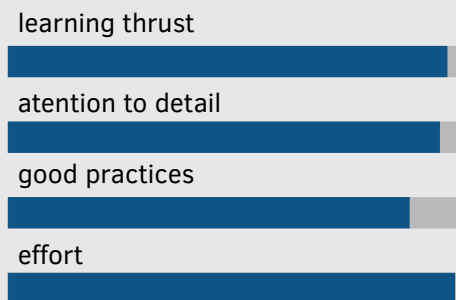 learning thrust
atention to detail
good practices
effort